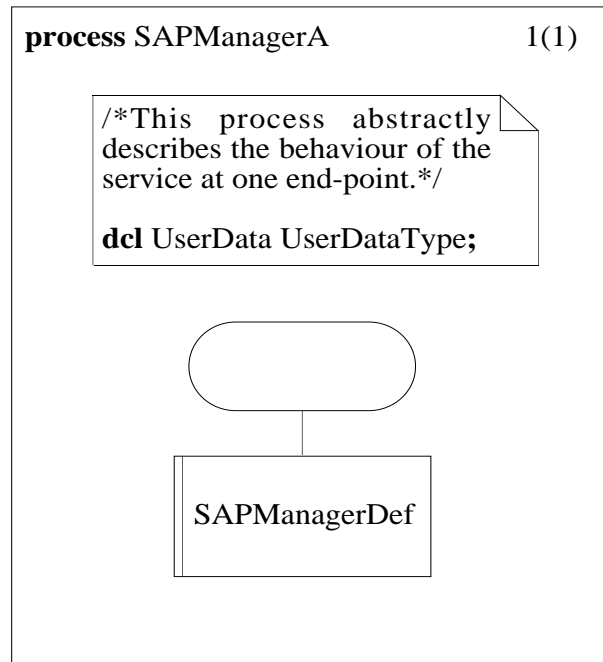 process SAPManagerA 1(1)
/*This process abstractly
describes the behaviour of the
service at one end-point.*/
dcl UserData UserDataType;
SAPManagerDef